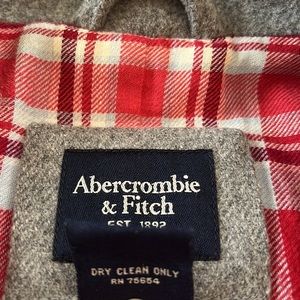 Abercrombie
& Fitch
EST. 1892
DRY CLEAN ONLY
RN 75654